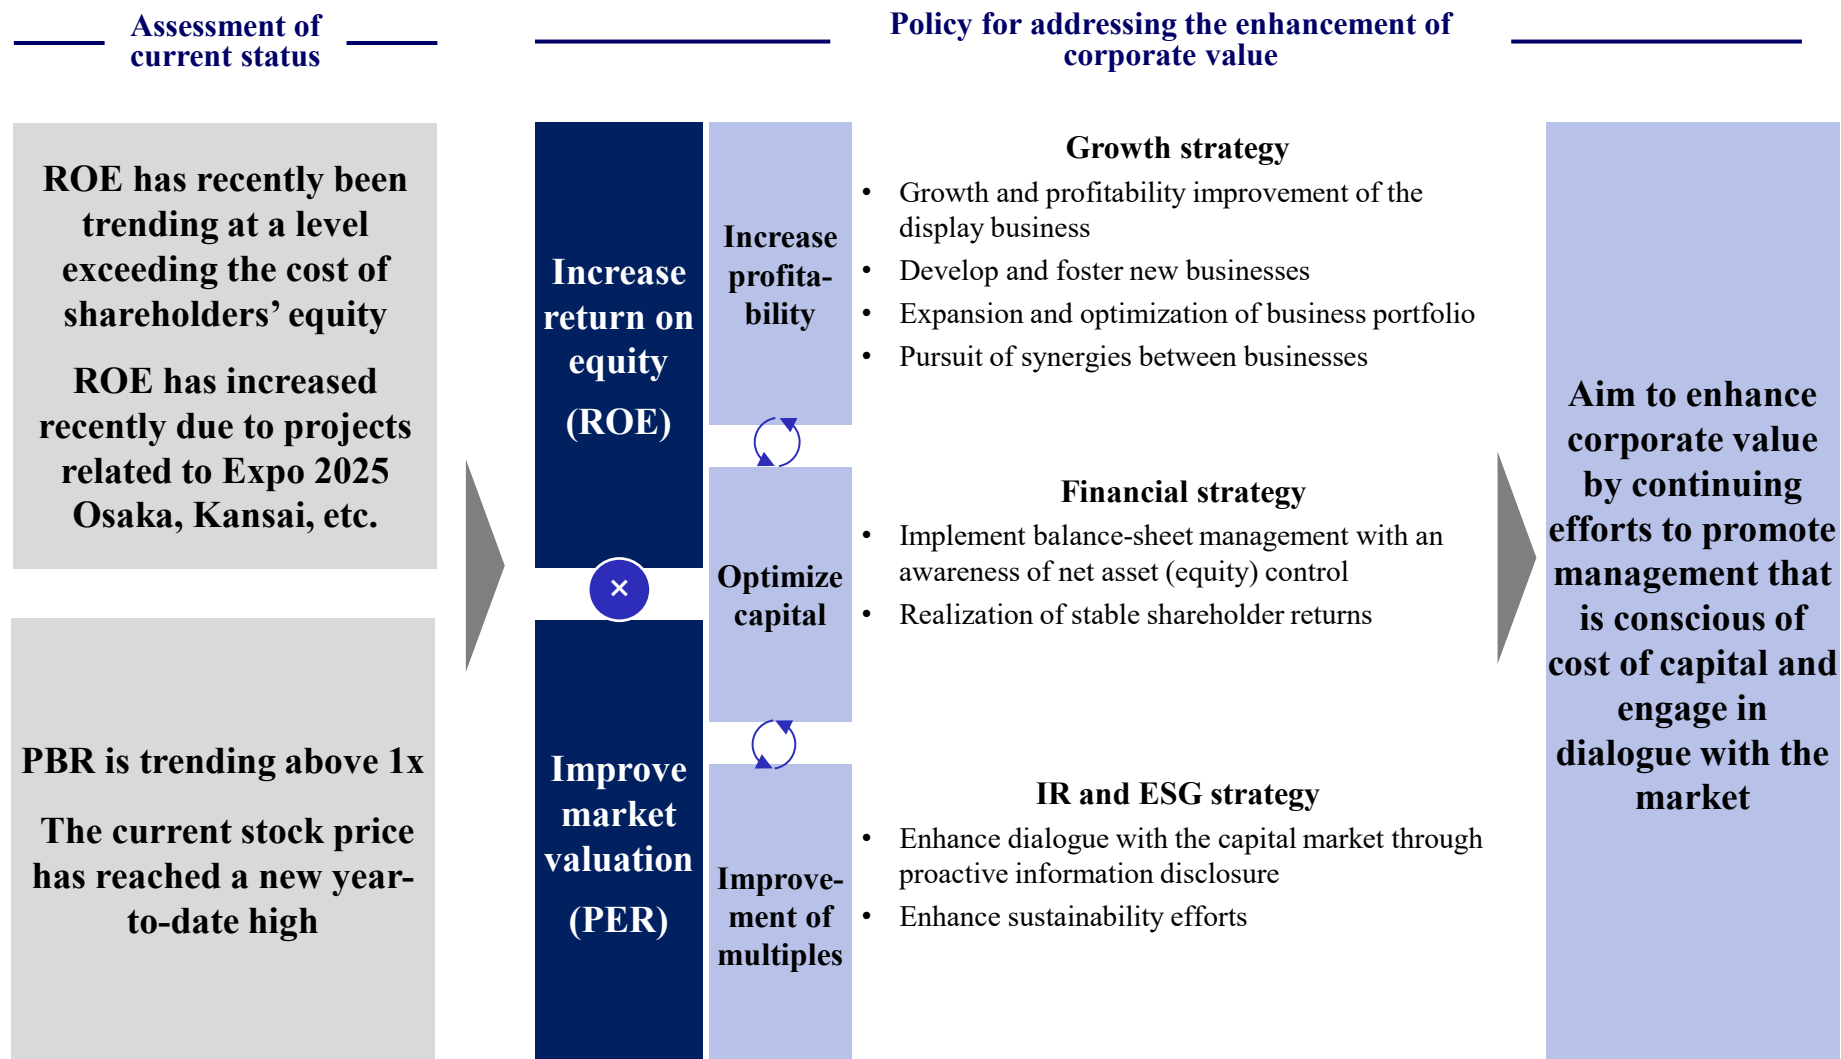 Assessment of
current status
Policy for addressing the enhancement of
corporate value
ROE has recently been
trending at a level
exceeding the cost of
shareholders’ equity
ROE has increased
recently due to projects
related to Expo 2025
Osaka, Kansai, etc.
PBR is trending above 1x
The current stock price
has reached a new year-
to-date high
Increase
return on
equity
(ROE)
×
Improve
market
valuation
(PER)
Increase
profita-
bility
Optimize
capital
Improve-
ment of
multiples
Growth strategy
• Growth and profitability improvement of the
display business
• Develop and foster new businesses
• Expansion and optimization of business portfolio
• Pursuit of synergies between businesses
Financial strategy
• Implement balance-sheet management with an
awareness of net asset (equity) control
• Realization of stable shareholder returns
IR and ESG strategy
• Enhance dialogue with the capital market through
proactive information disclosure
• Enhance sustainability efforts
Aim to enhance
corporate value
by continuing
efforts to promote
management that
is conscious of
cost of capital and
engage in
dialogue with the
market